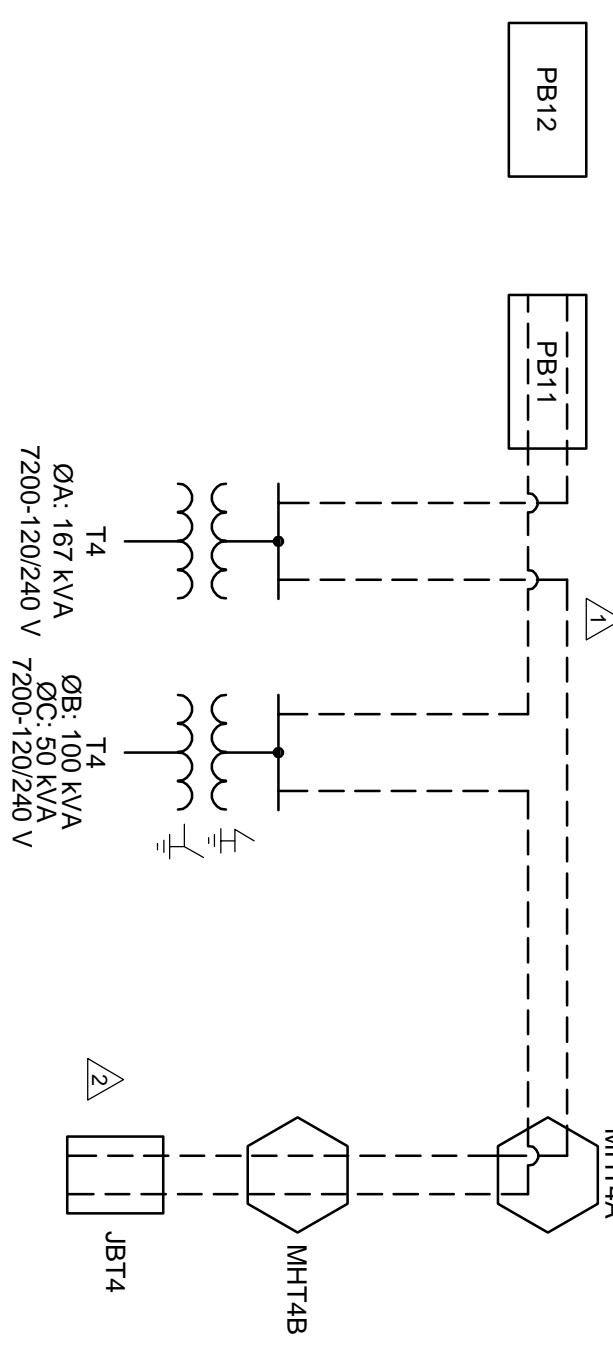 PB12
PB11
1
T4
ØA: 167 kVA
7200-120/240 V
T4
ØB: 100 kVA
ØC: 50 kVA
7200-120/240 V
2
MHT4A
MHT4B
JBT4